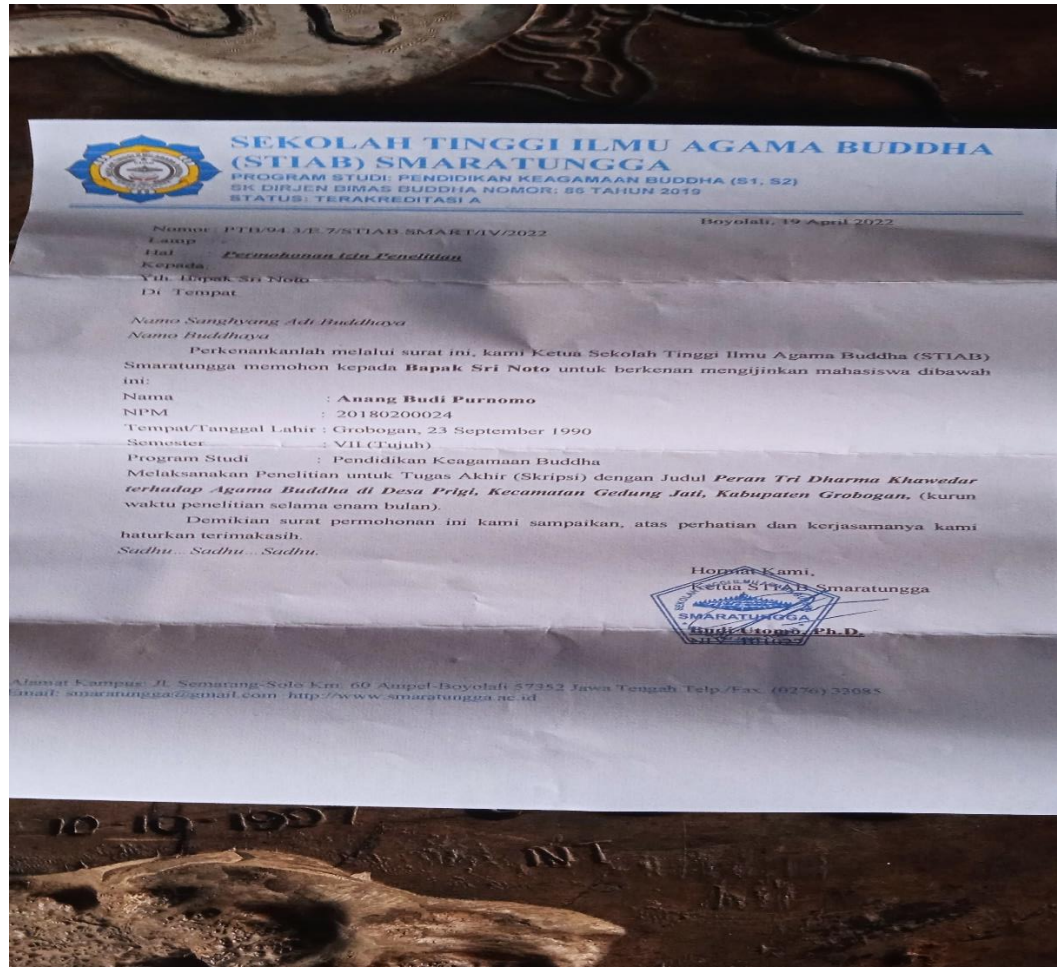 SEKOLAH TINGGI ILMU AGAMA BUDDHA
(STIAB) SMARATUNGGA
PROGRAM STUDI: PENDIDIKAN KEAGAMAAN BUDDHA (S1, S2)
SK DIRJEN BIMAS BUDDHA NOMOR: 86 TAHUN 2019
STATUS: TERAKREDITASI A
Boyolali, 19 April 2022
Nomor : PTB/94.3/E.7/STIAB.SMART/IV/2022
Lamp : -
Hal : Permohonan Izin Penelitian
Kepada
Yth. Bapak Sri Noto
Di Tempat
Namo Sanghyang Adi Buddhaya
Namo Buddhaya
Perkenankanlah melalui surat ini, kami Ketua Sekolah Tinggi Ilmu Agama Buddha (STIAB)
Smaratungga memohon kepada Bapak Sri Noto untuk berkenan mengijinkan mahasiswa dibawah
ini:
Nama : Anang Budi Purnomo
NPM : 20180200024
Tempat/Tanggal Lahir : Grobogan, 23 September 1990
Semester : VII (Tujuh)
Program Studi : Pendidikan Keagamaan Buddha
Melaksanakan Penelitian untuk Tugas Akhir (Skripsi) dengan Judul Peran Tri Dharma Khawedar
terhadap Agama Buddha di Desa Prigi, Kecamatan Gedung Jati, Kabupaten Grobogan, (kurun
waktu penelitian selama enam bulan).
Demikian surat permohonan ini kami sampaikan, atas perhatian dan kerjasamanya kami
haturkan terimakasih.
Sadhu... Sadhu... Sadhu.
Hormat Kami,
Ketua STIAB Smaratungga
SMARATUNGGA
Budi Utomo, Ph.D.
Alamat Kampus: Jl. Semarang-Solo Km. 60 Ampel-Boyolali 57352 Jawa Tengah Telp./Fax. (0276) 32085
Email: smaratungga@gmail.com http://www.smaratungga.ac.id